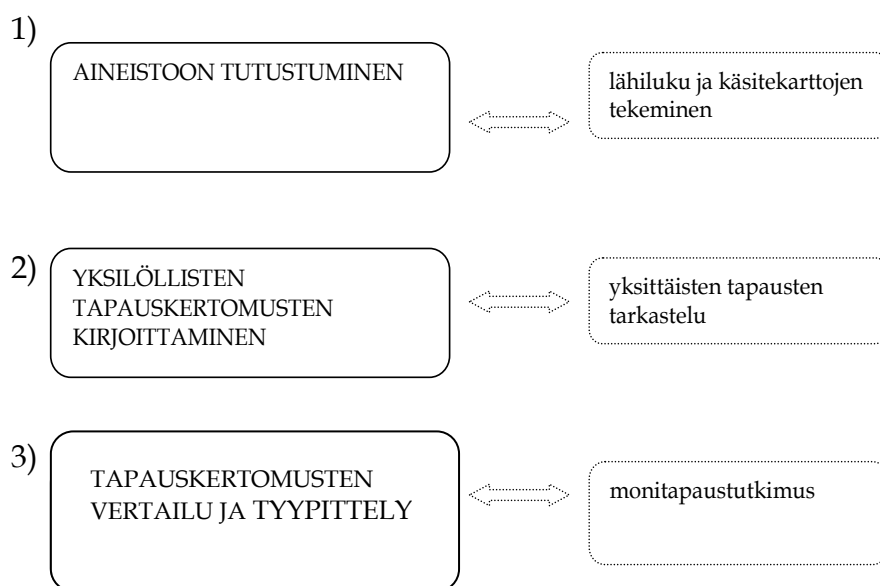 1)
AINEISTOON TUTUSTUMINEN
lähiluku ja käsitekarttojen
tekeminen
2)
YKSILÖLLISTEN
TAPAUSKERTOMUSTEN
KIRJOITTAMINEN
yksittäisten tapausten
tarkastelu
3)
TAPAUSKERTOMUSTEN
VERTAILU JA TYYPITTELY
monitapaustutkimus